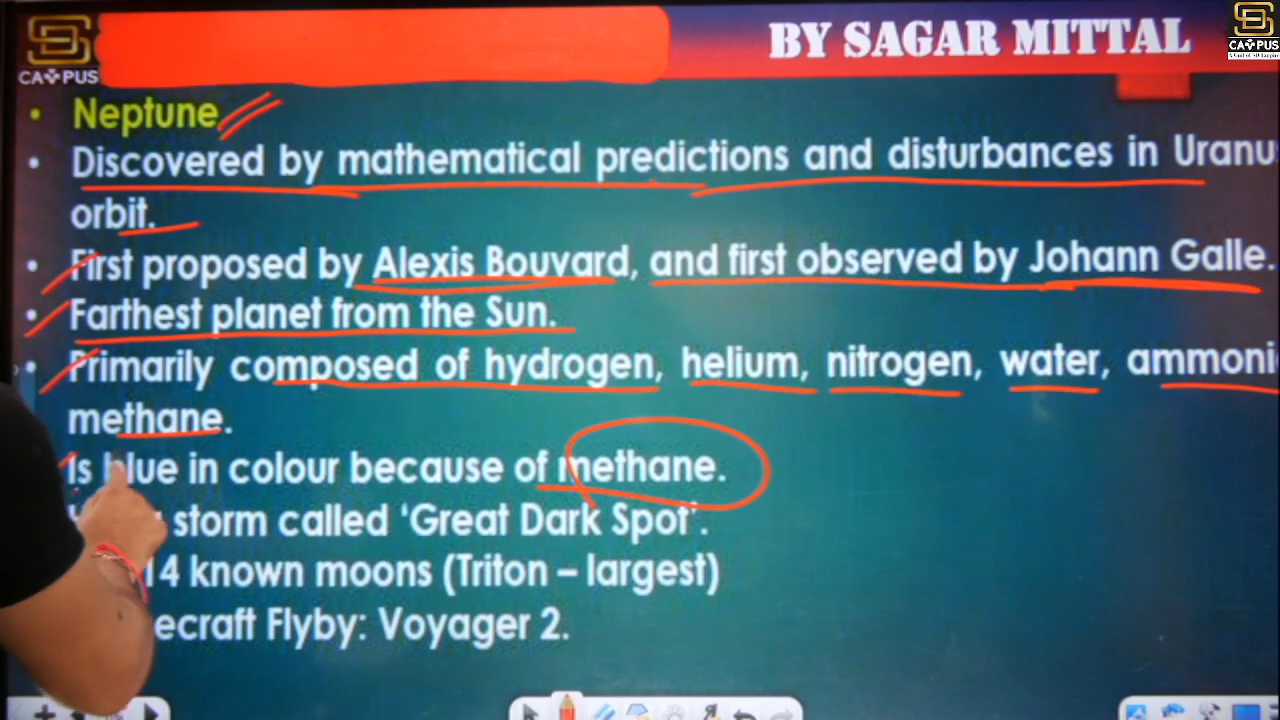 CAMPUS
BY SAGAR MITTAL
CAMPUS
• Neptune
• Discovered by mathematical predictions and disturbances in Uranu
orbit.
• First proposed by Alexis Bouvard, and first observed by Johann Galle.
• Farthest planet from the Sun.
• Primarily composed of hydrogen, helium, nitrogen, water, ammoni
methane.
Is blue in colour because of methane.
storm called ‘Great Dark Spot’.
14 known moons (Triton – largest)
ecraft Flyby: Voyager 2.